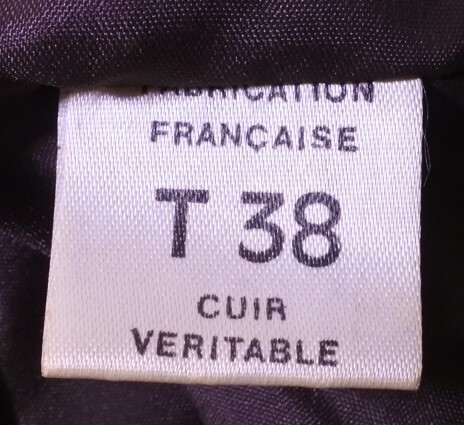 FABRICATION
FRANÇAISE
T 38
CUIR
VERITABLE